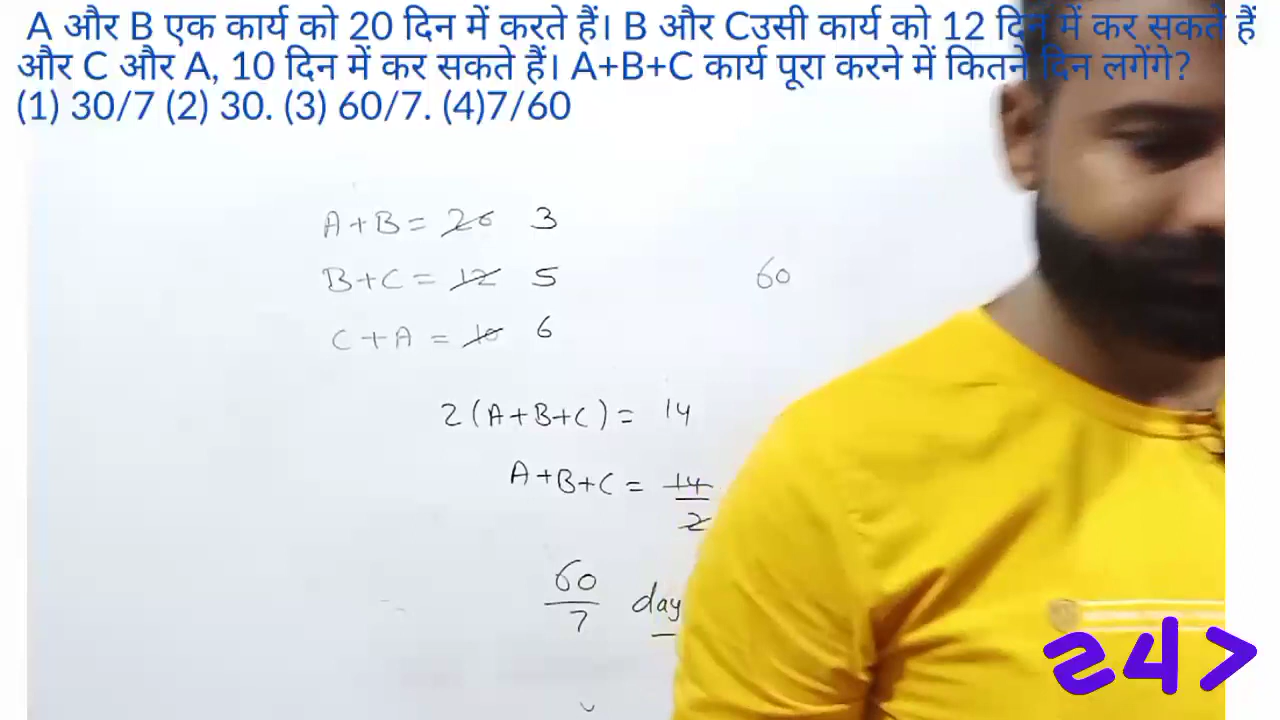 A और B एक कार्य को 20 दिन में करते हैं। B और Cउसी कार्य को 12 दिन में कर सकते हैं
और C और A, 10 दिन में कर सकते हैं। A+B+C कार्य पूरा करने में कितने दिन लगेंगे?
(1) 30/7 (2) 30. (3) 60/7. (4)7/60
A+B = 20 3
B+C = 12 5
60
C+A = 10 6
2(A+B+C) = 14
A+B+C = 14/2
60/7 day
247